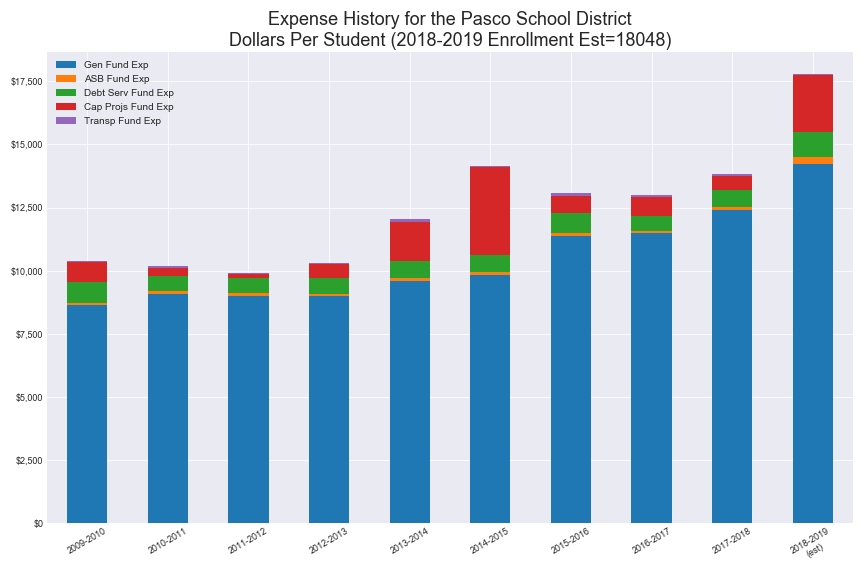 Expense History for the Pasco School District
Dollars Per Student (2018-2019 Enrollment Est=18048)
Gen Fund Exp
ASB Fund Exp
Debt Serv Fund Exp
Cap Projs Fund Exp
Transp Fund Exp
$17,500
$15,000
$12,500
$10,000
$7,500
$5,000
$2,500
$0
2009-2010
2010-2011
2011-2012
2012-2013
2013-2014
2014-2015
2015-2016
2016-2017
2017-2018
2018-2019
(est)